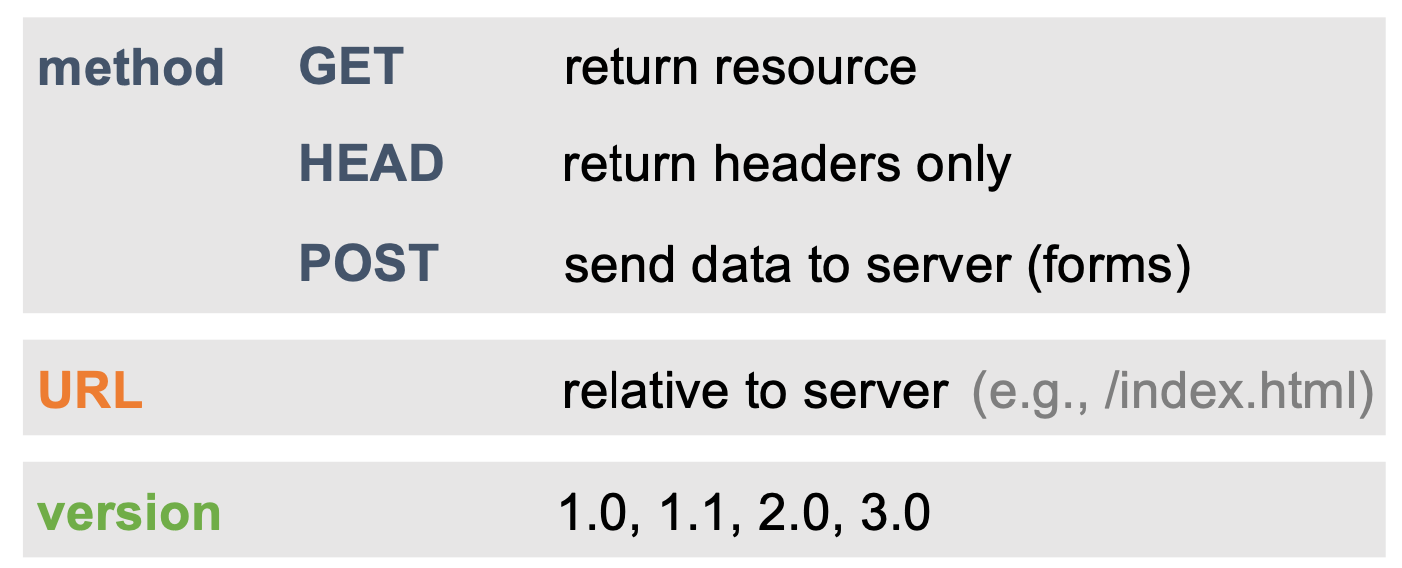 method GET return resource
HEAD return headers only
POST send data to server (forms)
URL relative to server (e.g., /index.html)
version 1.0, 1.1, 2.0, 3.0